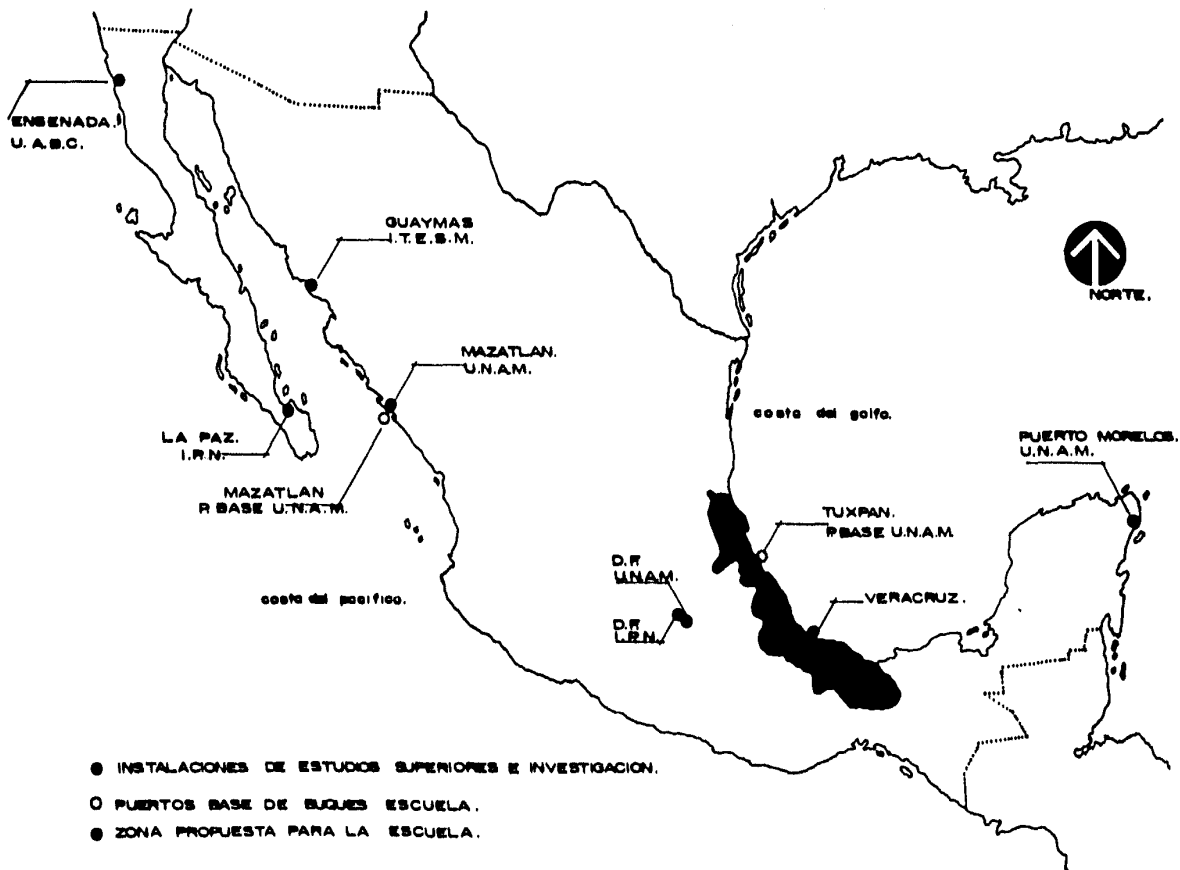 ENSENADA.
U.A.B.C.
GUAYMAS
I.T.E.S.M.
NORTE.
MAZATLAN.
U.N.A.M.
costa del golfo.
LA PAZ.
I.P.N.
PUERTO MORELOS.
U.N.A.M.
MAZATLAN
P. BASE U.N.A.M.
TUXPAN.
P. BASE U.N.A.M.
D.F.
U.N.A.M.
VERACRUZ.
costa del pacifico.
D.F.
I.P.N.
INSTALACIONES DE ESTUDIOS SUPERIORES E INVESTIGACION.
PUERTOS BASE DE BUQUES ESCUELA.
ZONA PROPUESTA PARA LA ESCUELA.